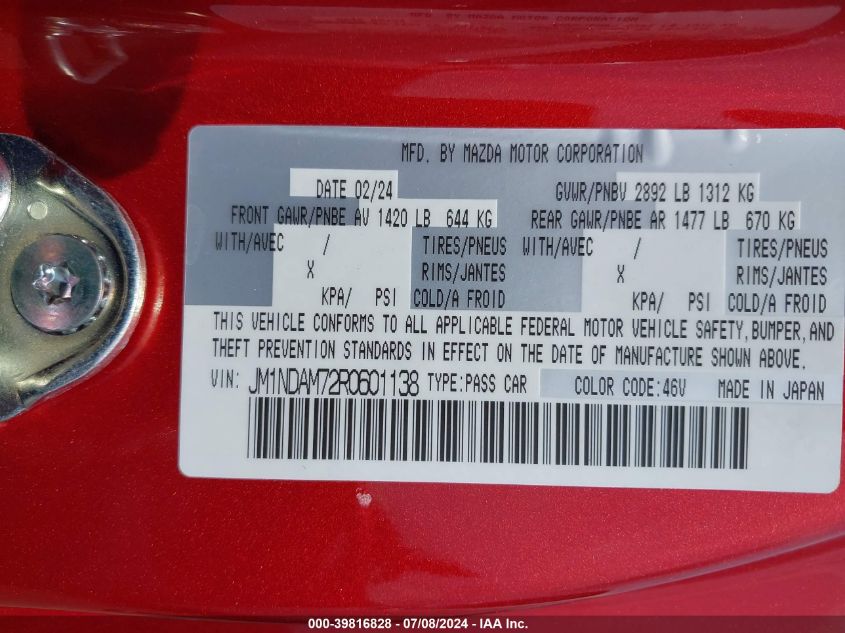 MFD. BY MAZDA MOTOR CORPORATION
DATE 02/24 GVWR/PNBV 2892 LB 1312 KG
FRONT GAWR/PNBE AV 1420 LB 644 KG REAR GAWR/PNBE AR 1477 LB 670 KG
WITH/AVEC / TIRES/PNEUS WITH/AVEC / TIRES/PNEUS
X RIMS/JANTES X RIMS/JANTES
KPA/ PSI COLD/A FROID KPA/ PSI COLD/A FROID
THIS VEHICLE CONFORMS TO ALL APPLICABLE FEDERAL MOTOR VEHICLE SAFETY, BUMPER, AND
THEFT PREVENTION STANDARDS IN EFFECT ON THE DATE OF MANUFACTURE SHOWN ABOVE.
VIN: JM1NDAM72R0601138 TYPE:PASS CAR COLOR CODE:46V MADE IN JAPAN
000-39816828 - 07/08/2024 - IAA Inc.